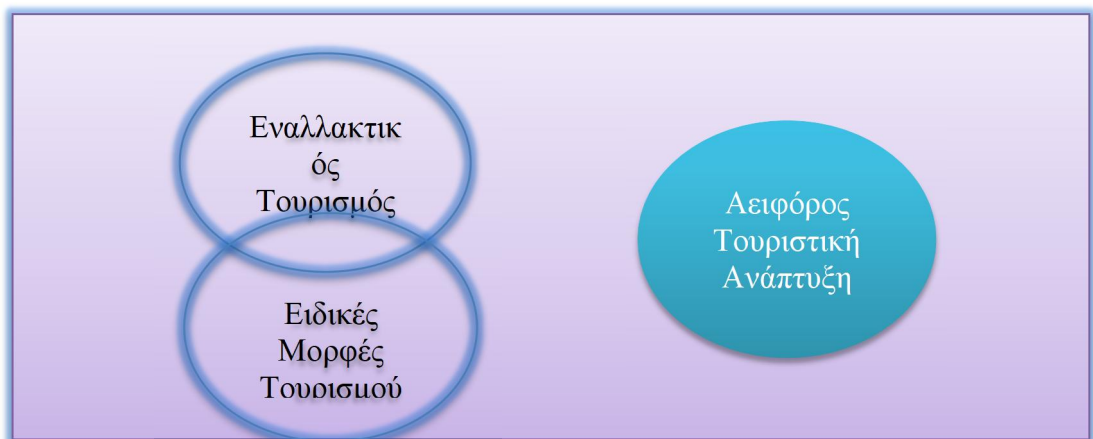 Εναλλακτικ
ός
Τουρισμός
Ειδικές
Μορφές
Τουρισμού
Αειφόρος
Τουριστική
Ανάπτυξη